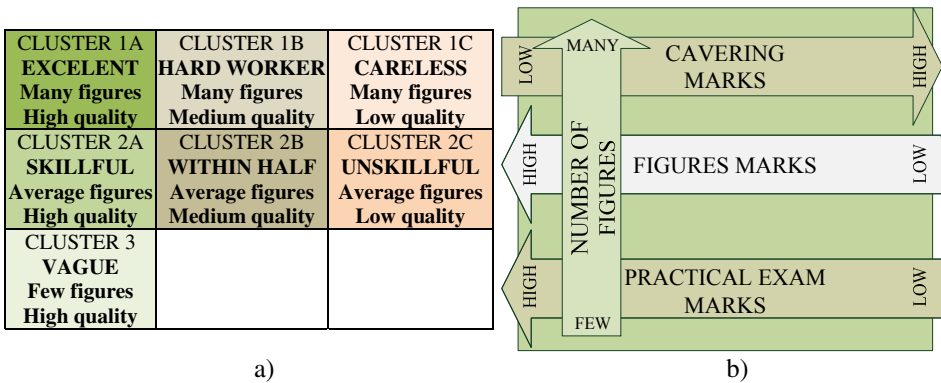 CLUSTER 1A
EXCELENT
Many figures
High quality
CLUSTER 1B
HARD WORKER
Many figures
Medium quality
CLUSTER 1C
CARELESS
Many figures
Low quality
CLUSTER 2A
SKILLFUL
Average figures
High quality
CLUSTER 2B
WITHIN HALF
Average figures
Medium quality
CLUSTER 2C
UNSKILLFUL
Average figures
Low quality
CLUSTER 3
VAGUE
Few figures
High quality
a)
LOW
CAVERING
MARKS
HIGH
MANY
NUMBER OF
FIGURES
FEW
HIGH
FIGURES MARKS
LOW
HIGH
PRACTICAL EXAM
MARKS
LOW
b)